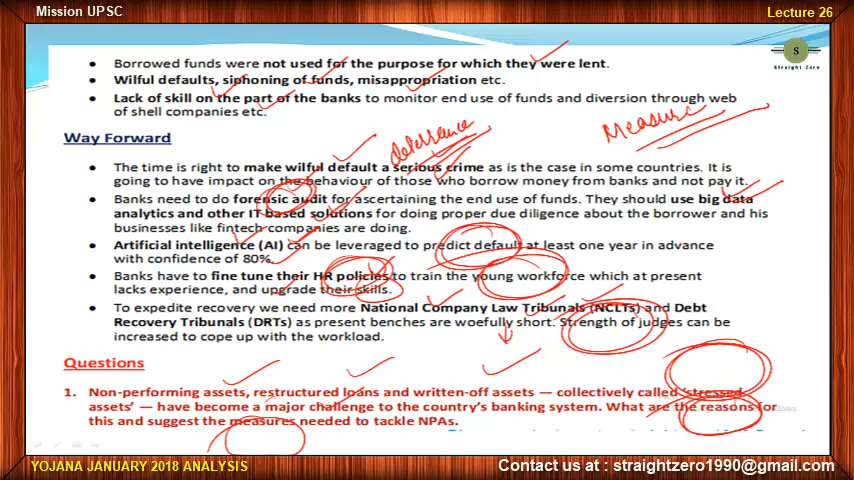 Mission UPSC
Lecture 26
S
Straight Zero
• Borrowed funds were not used for the purpose for which they were lent.
• Wilful defaults, siphoning of funds, misappropriation etc.
• Lack of skill on the part of the banks to monitor end use of funds and diversion through web
of shell companies etc.
deterrence
Measure
Way Forward
• The time is right to make wilful default a serious crime as is the case in some countries. It is
going to have impact on the behaviour of those who borrow money from banks and not pay it.
• Banks need to do forensic audit for ascertaining the end use of funds. They should use big data
analytics and other IT based solutions for doing proper due diligence about the borrower and his
businesses like fintech companies are doing.
• Artificial intelligence (AI) can be leveraged to predict default at least one year in advance
with confidence of 80%.
• Banks have to fine tune their HR policies to train the young workforce which at present
lacks experience, and upgrade their skills.
• To expedite recovery we need more National Company Law Tribunals (NCLTs) and Debt
Recovery Tribunals (DRTs) as present benches are woefully short. Strength of judges can be
increased to cope up with the workload.
Questions
1. Non-performing assets, restructured loans and written-off assets — collectively called 'stressed
assets' — have become a major challenge to the country's banking system. What are the reasons for
this and suggest the measures needed to tackle NPAs.
YOJANA JANUARY 2018 ANALYSIS
Contact us at : straightzero1990@gmail.com